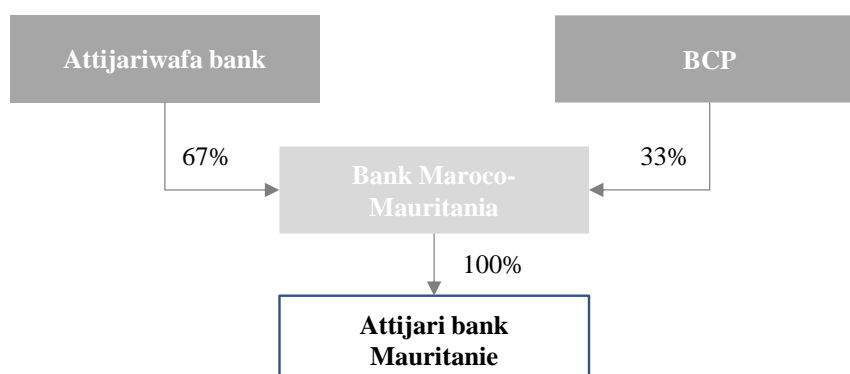 Attijariwafa bank
BCP
67%
33%
Bank Maroco-
Mauritania
100%
Attijari bank
Mauritanie